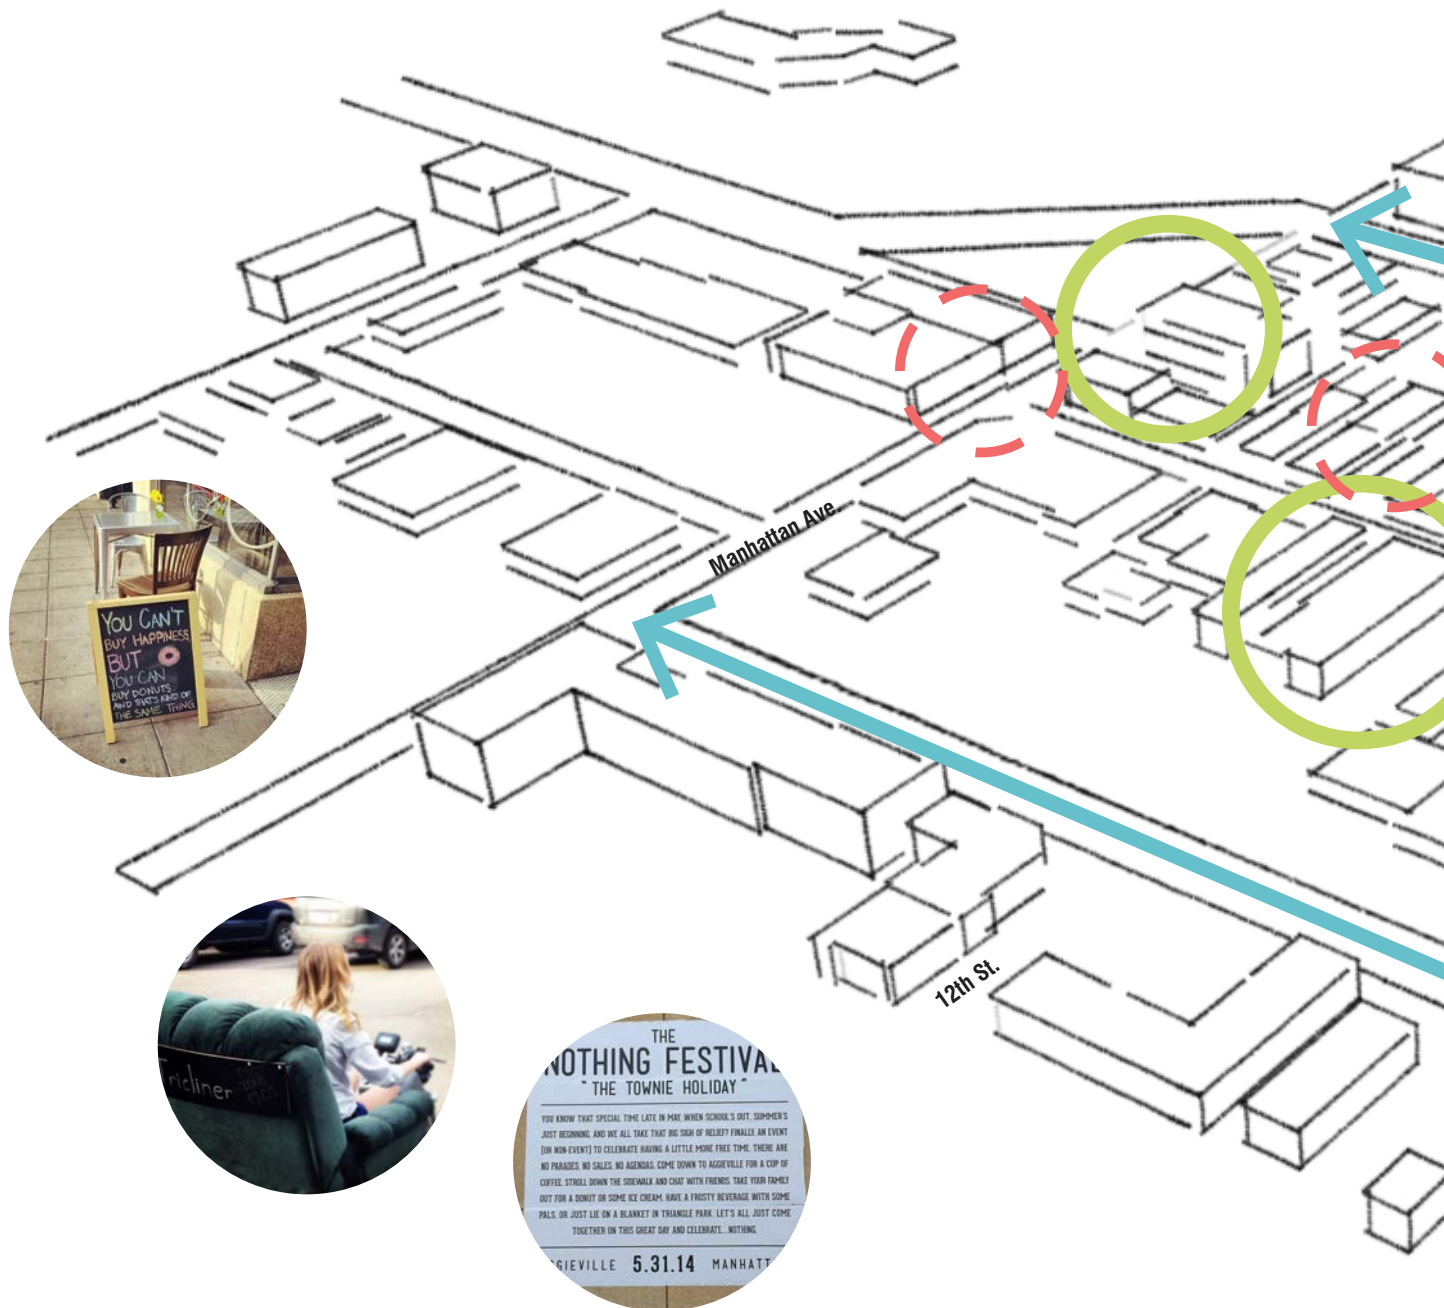 Manhattan Ave.
YOU CAN'T
BUY HAPPINESS
BUT
YOU CAN
BUY DONUTS
AND THAT'S KIND OF
THE SAME THING
12th St.
Tricliner
THE
NOTHING FESTIVAL
"THE TOWNIE HOLIDAY"
YOU KNOW THAT SPECIAL TIME LATE IN MAY, WHEN SCHOOL'S OUT, SUMMER'S
JUST BEGINNING, AND WE ALL TAKE THAT BIG SIGH OF RELIEF? FINALLY, AN EVENT
(OR NON-EVENT) TO CELEBRATE HAVING A LITTLE MORE FREE TIME. THERE ARE
NO PARADES. NO SALES. NO AGENDAS. COME DOWN TO AGGIEVILLE FOR A CUP OF
COFFEE. STROLL DOWN THE SIDEWALK AND CHAT WITH FRIENDS. TAKE YOUR FAMILY
OUT FOR A DONUT OR SOME ICE CREAM. HAVE A FROSTY BEVERAGE WITH SOME
PALS, OR JUST LIE ON A BLANKET IN TRIANGLE PARK. LET'S ALL JUST COME
TOGETHER ON THIS GREAT DAY AND CELEBRATE...NOTHING.
GGIEVILLE 5.31.14 MANHATT